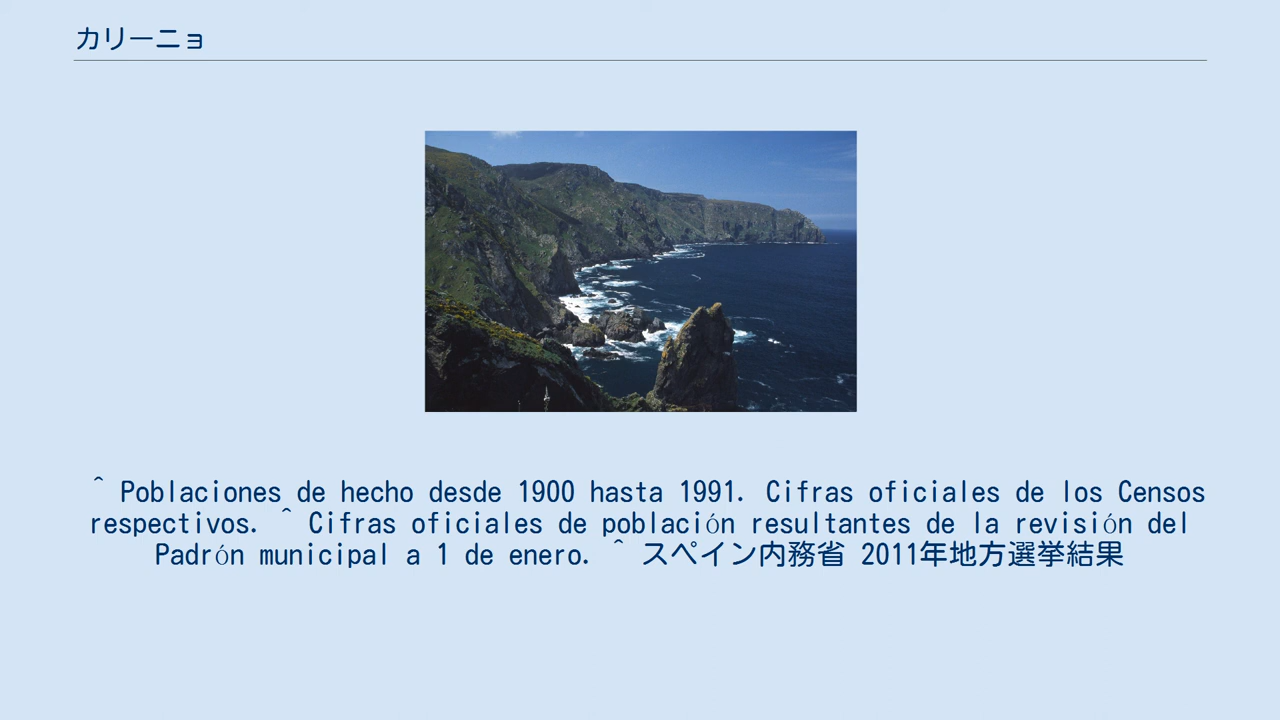 カリーニョ
^ Poblaciones de hecho desde 1900 hasta 1991. Cifras oficiales de los Censos
respectivos. ^ Cifras oficiales de población resultantes de la revisión del
Padrón municipal a 1 de enero. ^ スペイン内務省 2011年地方選挙結果